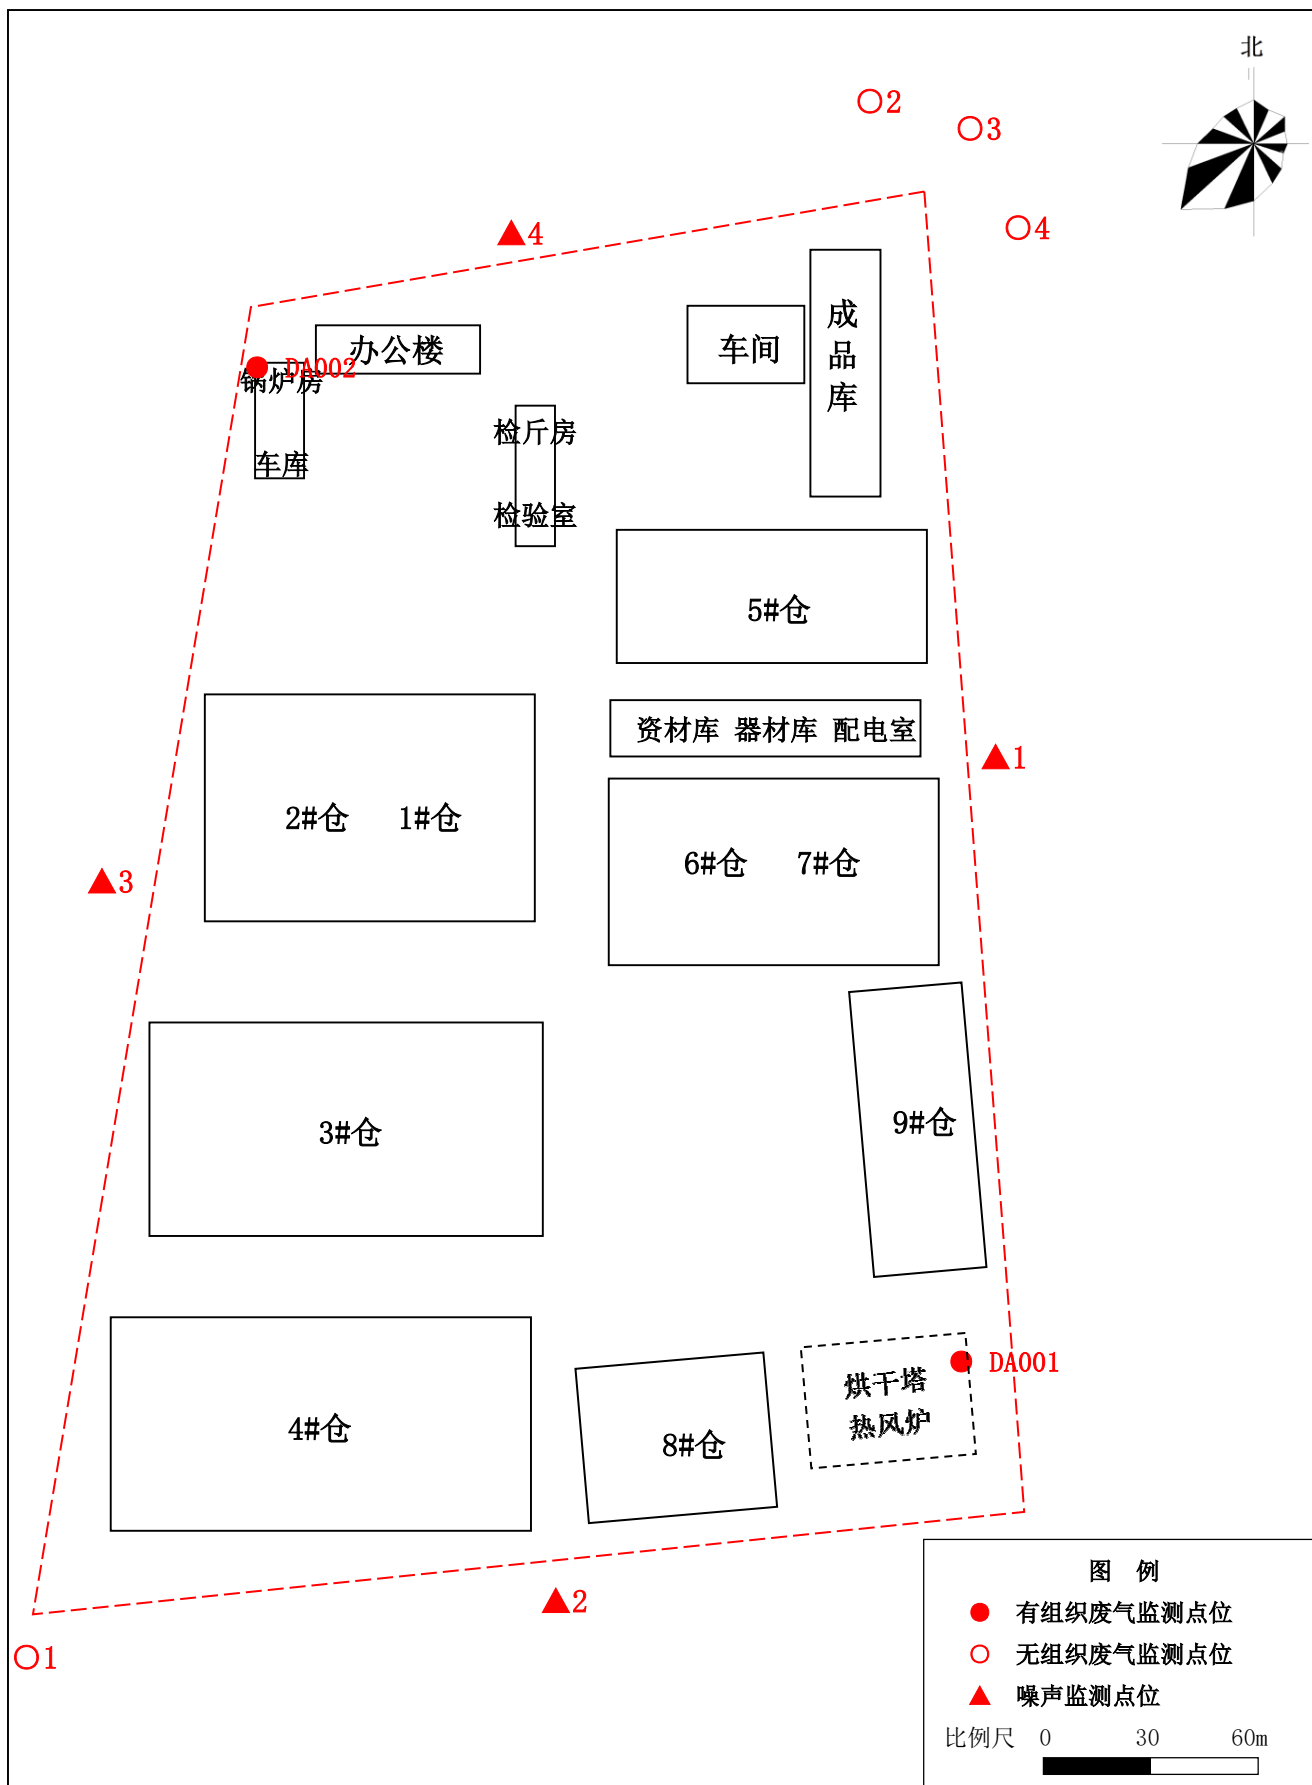 北
○2
○3
○4
▲4
办公楼
DA002
锅炉房
车库
车间
成品库
检斤房
检验室
5#仓
资材库 器材库 配电室
▲1
2#仓 1#仓
6#仓 7#仓
▲3
3#仓
9#仓
DA001
烘干塔
热风炉
4#仓
8#仓
▲2
○1
图 例
有组织废气监测点位
无组织废气监测点位
噪声监测点位
比例尺 0 30 60m